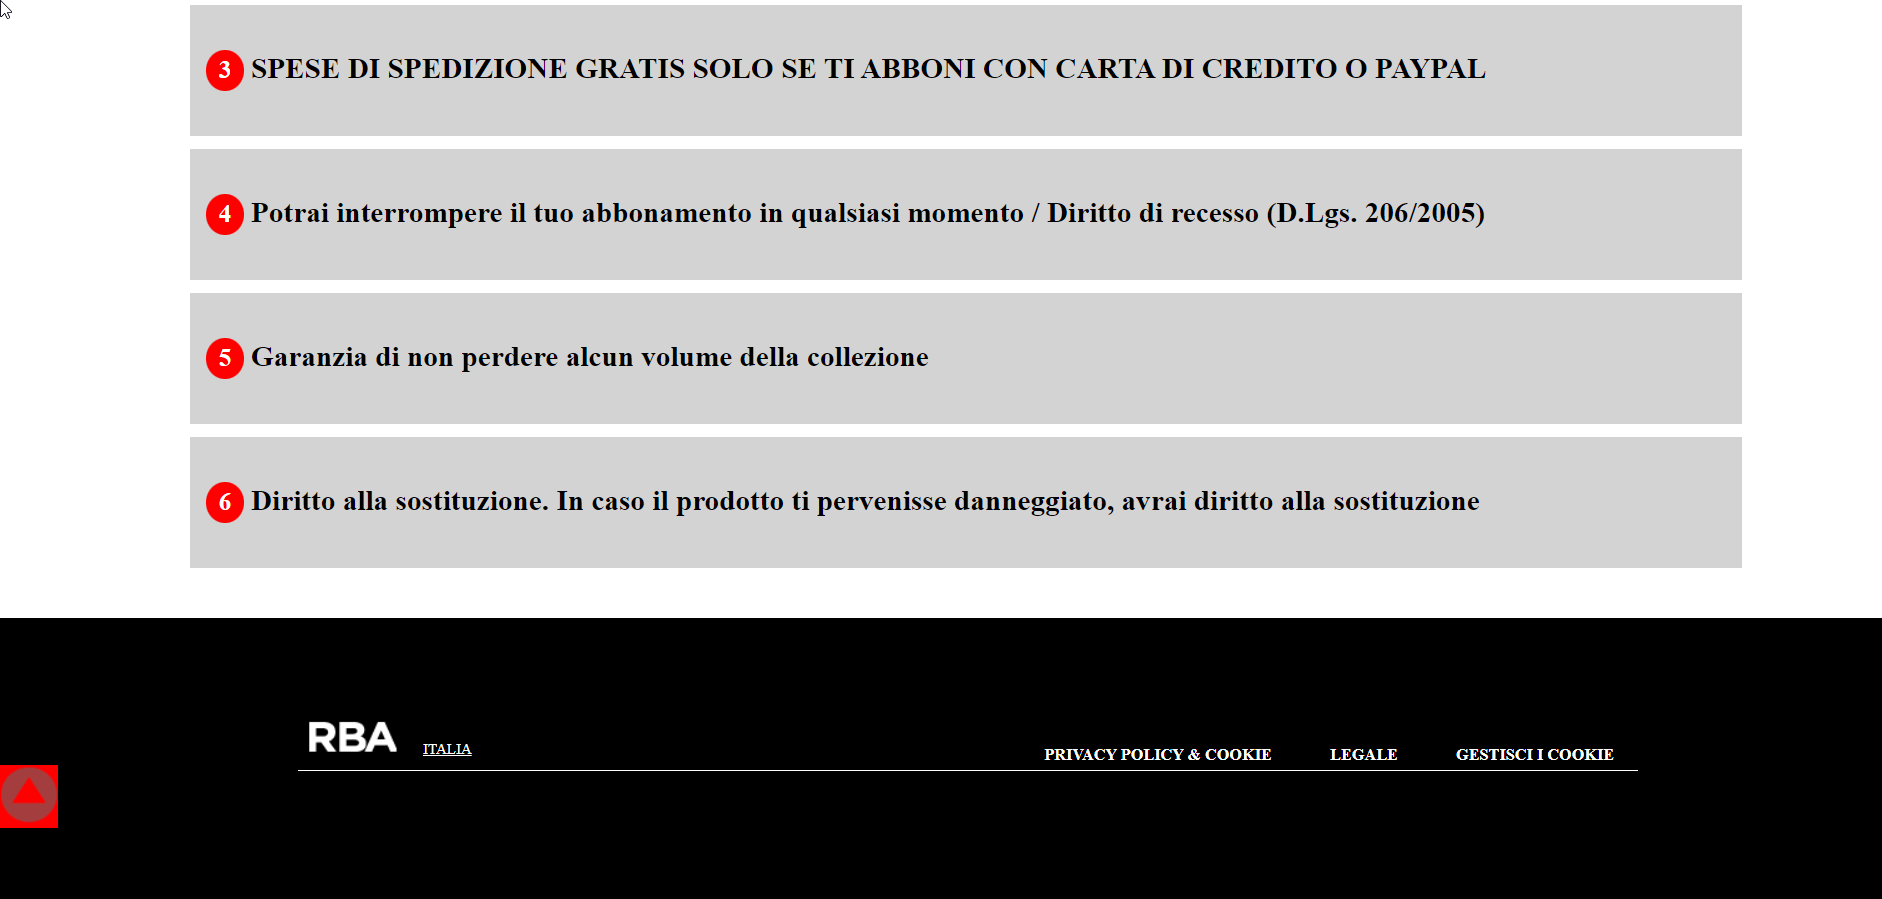 3 SPESE DI SPEDIZIONE GRATIS SOLO SE TI ABBONI CON CARTA DI CREDITO O PAYPAL
4 Potrai interrompere il tuo abbonamento in qualsiasi momento / Diritto di recesso (D.Lgs. 206/2005)
5 Garanzia di non perdere alcun volume della collezione
6 Diritto alla sostituzione. In caso il prodotto ti pervenisse danneggiato, avrai diritto alla sostituzione
RBA ITALIA
PRIVACY POLICY & COOKIE LEGALE GESTISCI I COOKIE